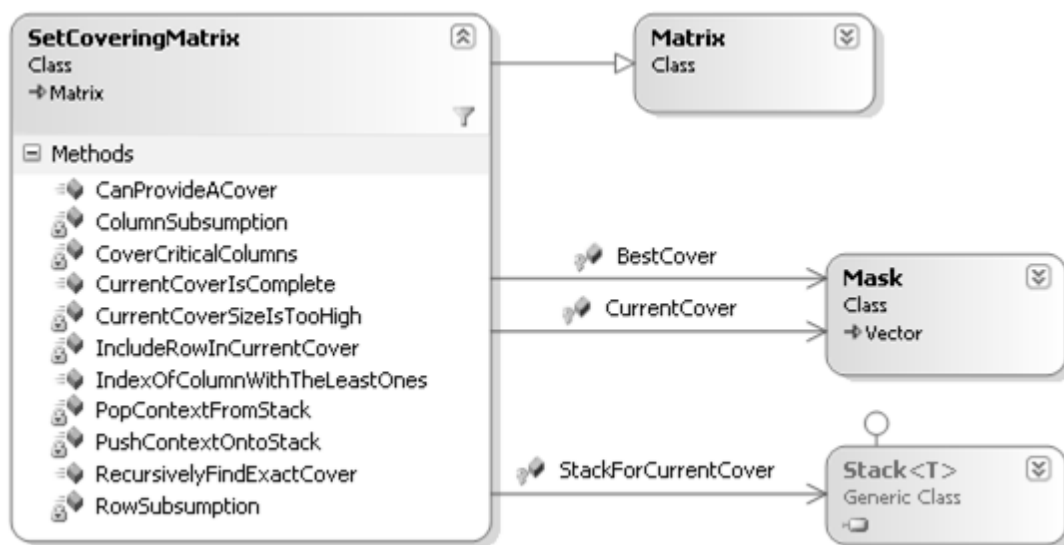 SetCoveringMatrix
Class
Matrix
Methods
CanProvideACover
ColumnSubsumption
CoverCriticalColumns
CurrentCoverIsComplete
CurrentCoverSizeIsTooHigh
IncludeRowInCurrentCover
IndexOfColumnWithTheLeastOnes
PopContextFromStack
PushContextOntoStack
RecursivelyFindExactCover
RowSubsumption
Matrix
Class
BestCover
CurrentCover
Mask
Class
Vector
StackForCurrentCover
Stack<T>
Generic Class